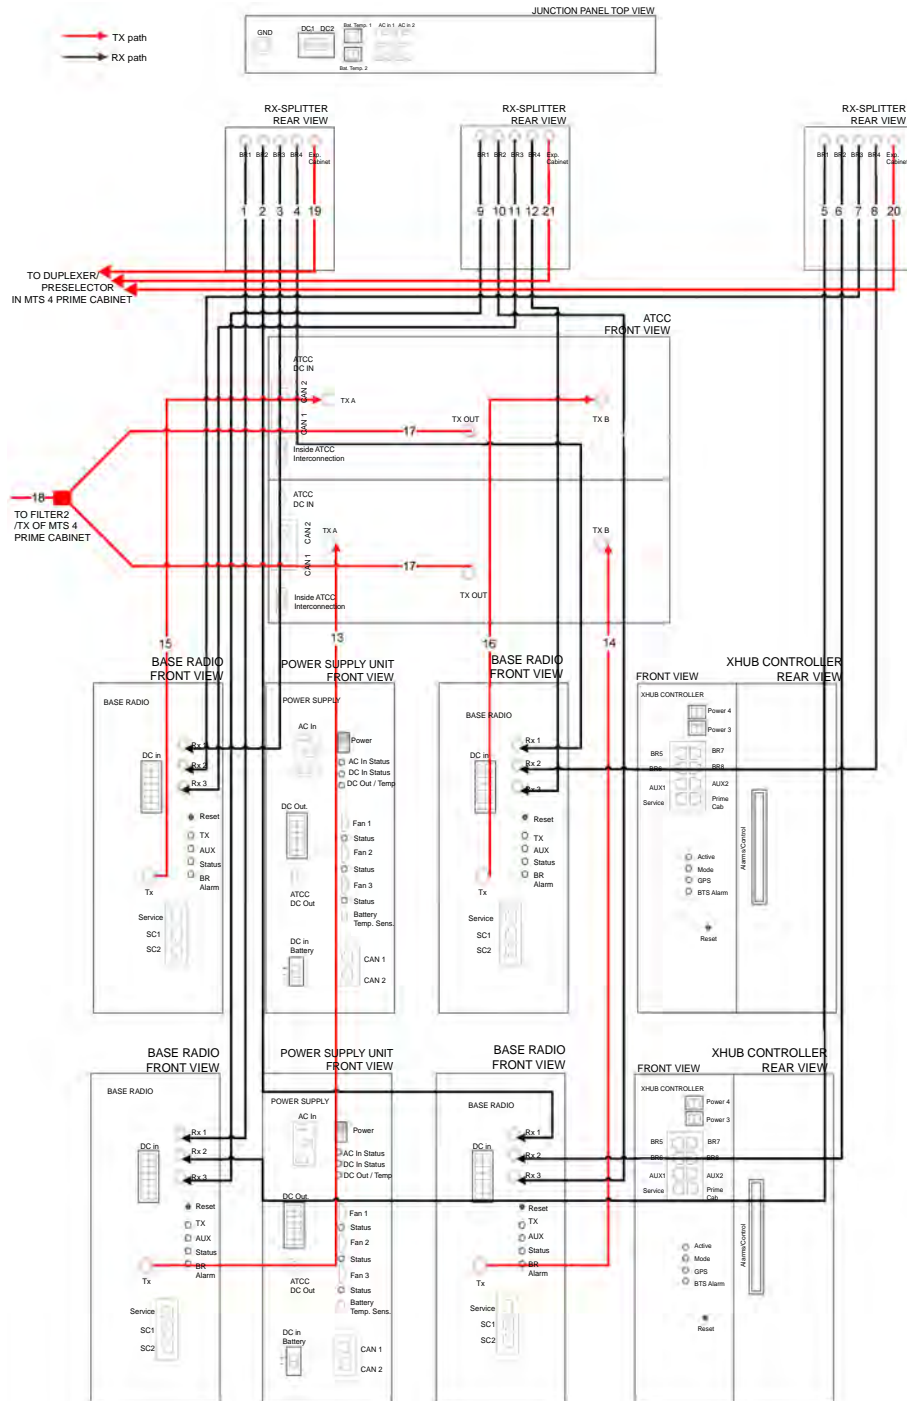 JUNCTION PANEL TOP VIEW
TX path
RX path
GND
DC1 DC2
Bat. Temp. 1
AC in 1 AC in 2
Bat. Temp. 2
RX-SPLITTER
REAR VIEW
BR1 BR2 BR3 BR4 Exp.
Cabinet
1 2 3 4 19
RX-SPLITTER
REAR VIEW
BR1 BR2 BR3 BR4 Exp.
Cabinet
9 10 11 12 21
RX-SPLITTER
REAR VIEW
BR1 BR2 BR3 BR4 Exp.
Cabinet
5 6 7 8 20
TO DUPLEXER/
PRESELECTOR
IN MTS 4 PRIME CABINET
ATCC
FRONT VIEW
ATCC
DC IN
CAN 2
CAN 1
TX A
TX OUT
TX B
17
Inside ATCC
Interconnection
18
TO FILTER2
/TX OF MTS 4
PRIME CABINET
ATCC
DC IN
CAN 2
CAN 1
TX A
TX B
17
TX OUT
Inside ATCC
Interconnection
15
13
16
14
BASE RADIO
FRONT VIEW
BASE RADIO
DC in
Rx 1
Rx 2
Rx 3
Reset
TX
AUX
Status
BR
Alarm
Tx
Service
SC1
SC2
POWER SUPPLY UNIT
FRONT VIEW
POWER SUPPLY
AC In
Power
AC In Status
DC In Status
DC Out / Temp
DC Out.
Fan 1
Status
Fan 2
Status
Fan 3
Status
ATCC
DC Out
Battery
Temp. Sens.
DC in
Battery
CAN 1
CAN 2
BASE RADIO
FRONT VIEW
BASE RADIO
DC in
Rx 1
Rx 2
Rx 3
Reset
TX
AUX
Status
BR
Alarm
Tx
Service
SC1
SC2
XHUB CONTROLLER
FRONT VIEW
REAR VIEW
XHUB CONTROLLER
Power 4
Power 3
BR5 BR7
BR6 BR8
AUX1 AUX2
Service Prime
Cab
Active
Mode
GPS
BTS Alarm
Reset
Alarms/Control
BASE RADIO
FRONT VIEW
BASE RADIO
DC in
Rx 1
Rx 2
Rx 3
Reset
TX
AUX
Status
BR
Alarm
Tx
Service
SC1
SC2
POWER SUPPLY UNIT
FRONT VIEW
POWER SUPPLY
AC In
Power
AC In Status
DC In Status
DC Out / Temp
DC Out.
Fan 1
Status
Fan 2
Status
Fan 3
Status
ATCC
DC Out
Battery
Temp. Sens.
DC in
Battery
CAN 1
CAN 2
BASE RADIO
FRONT VIEW
BASE RADIO
DC in
Rx 1
Rx 2
Rx 3
Reset
TX
AUX
Status
BR
Alarm
Tx
Service
SC1
SC2
XHUB CONTROLLER
FRONT VIEW
REAR VIEW
XHUB CONTROLLER
Power 4
Power 3
BR5 BR7
BR6 BR8
AUX1 AUX2
Service Prime
Cab
Active
Mode
GPS
BTS Alarm
Reset
Alarms/Control